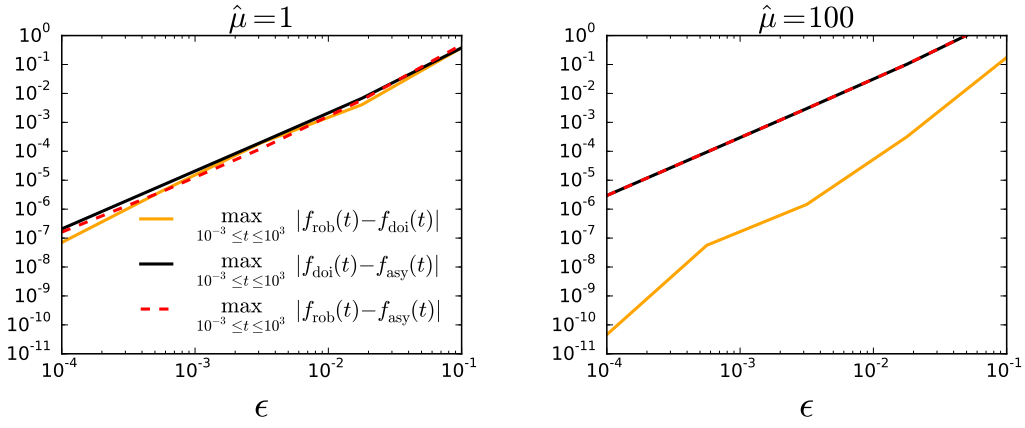 μ̂ = 1
10^0
10^-1
10^-2
10^-3
10^-4
10^-5
10^-6
10^-7
10^-8
10^-9
10^-10
10^-11
max |f_rob(t) − f_doi(t)|
10^-3 ≤ t ≤ 10^3
max |f_doi(t) − f_asy(t)|
10^-3 ≤ t ≤ 10^3
max |f_rob(t) − f_asy(t)|
10^-3 ≤ t ≤ 10^3
10^-4 10^-3 10^-2 10^-1
ϵ
μ̂ = 100
10^0
10^-1
10^-2
10^-3
10^-4
10^-5
10^-6
10^-7
10^-8
10^-9
10^-10
10^-11
10^-4 10^-3 10^-2 10^-1
ϵ